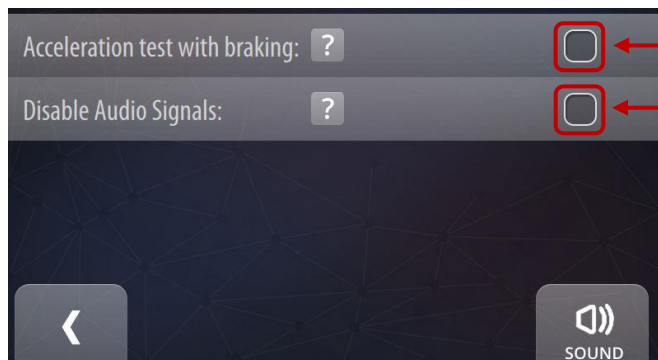 Acceleration test with braking: ?
Disable Audio Signals: ?
SOUND